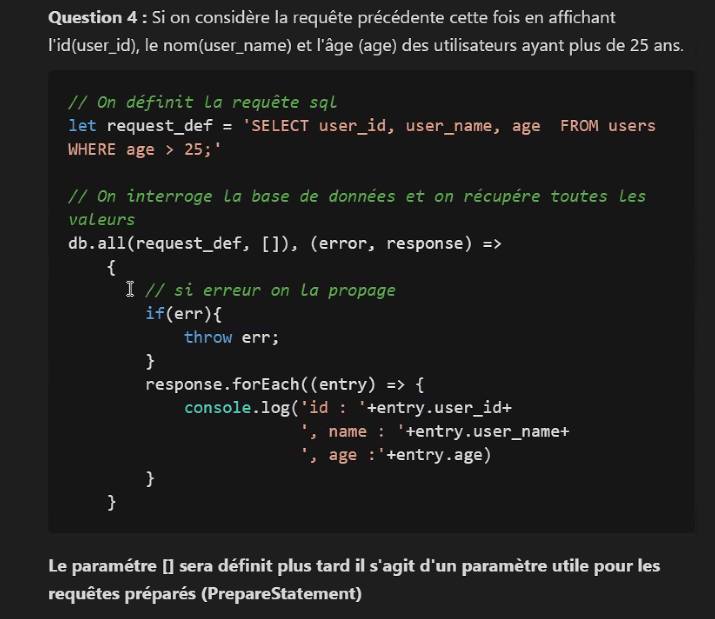 Question 4 : Si on considère la requête précédente cette fois en affichant
l'id(user_id), le nom(user_name) et l'âge (age) des utilisateurs ayant plus de 25 ans.
// On définit la requête sql
let request_def = 'SELECT user_id, user_name, age  FROM users
WHERE age > 25;'
// On interroge la base de données et on récupére toutes les
valeurs
db.all(request_def, []), (error, response) =>
{
// si erreur on la propage
if(err){
throw err;
}
response.forEach((entry) => {
console.log('id : '+entry.user_id+
', name : '+entry.user_name+
', age :'+entry.age)
}
}
Le paramétre [] sera définit plus tard il s'agit d'un paramètre utile pour les
requêtes préparés (PrepareStatement)